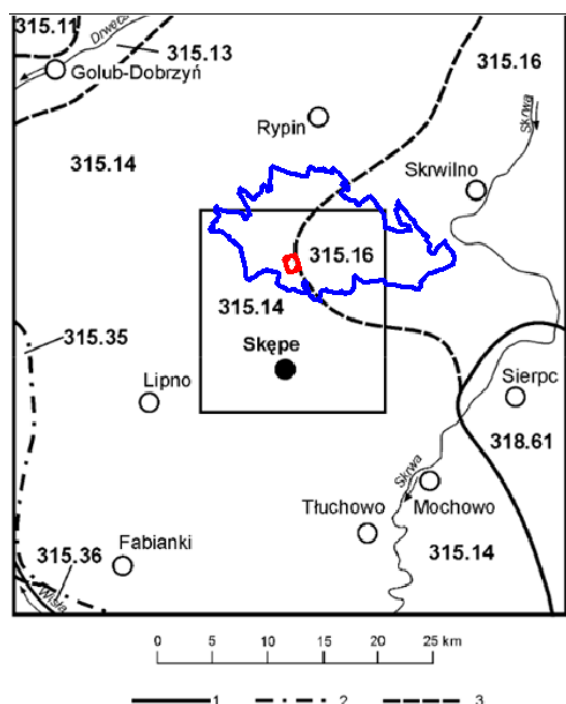 315.11
Drwęca
315.13
Golub-Dobrzyń
315.16
Rypin
Skrwa
315.14
Skrwilno
315.16
315.14
315.35
Skępe
Lipno
Sierpc
318.61
Skrwa
Tłuchowo
Mochowo
315.14
Fabianki
315.36
Wisła
0 5 10 15 20 25 km
1 2 3